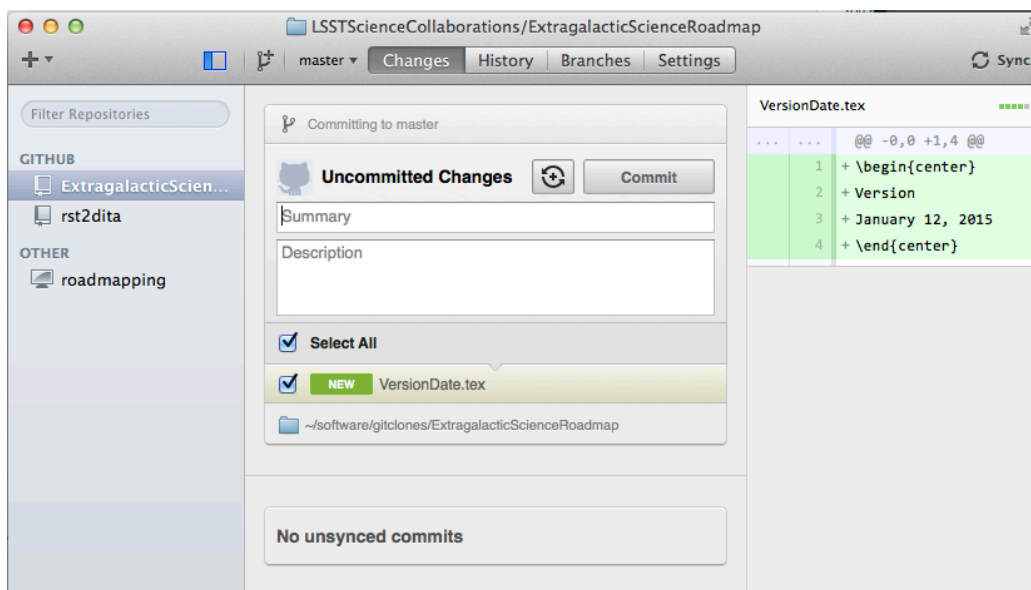 LSSTScienceCollaborations/ExtragalacticScienceRoadmap
master Changes History Branches Settings Sync
Filter Repositories
GITHUB
ExtragalacticScien...
rst2dita
OTHER
roadmapping
Committing to master
Uncommitted Changes Commit
Summary
Description
Select All
NEW VersionDate.tex
~/software/gitclones/ExtragalacticScienceRoadmap
No unsynced commits
VersionDate.tex
... ... @@ -0,0 +1,4 @@
1 + \begin{center}
2 + Version
3 + January 12, 2015
4 + \end{center}